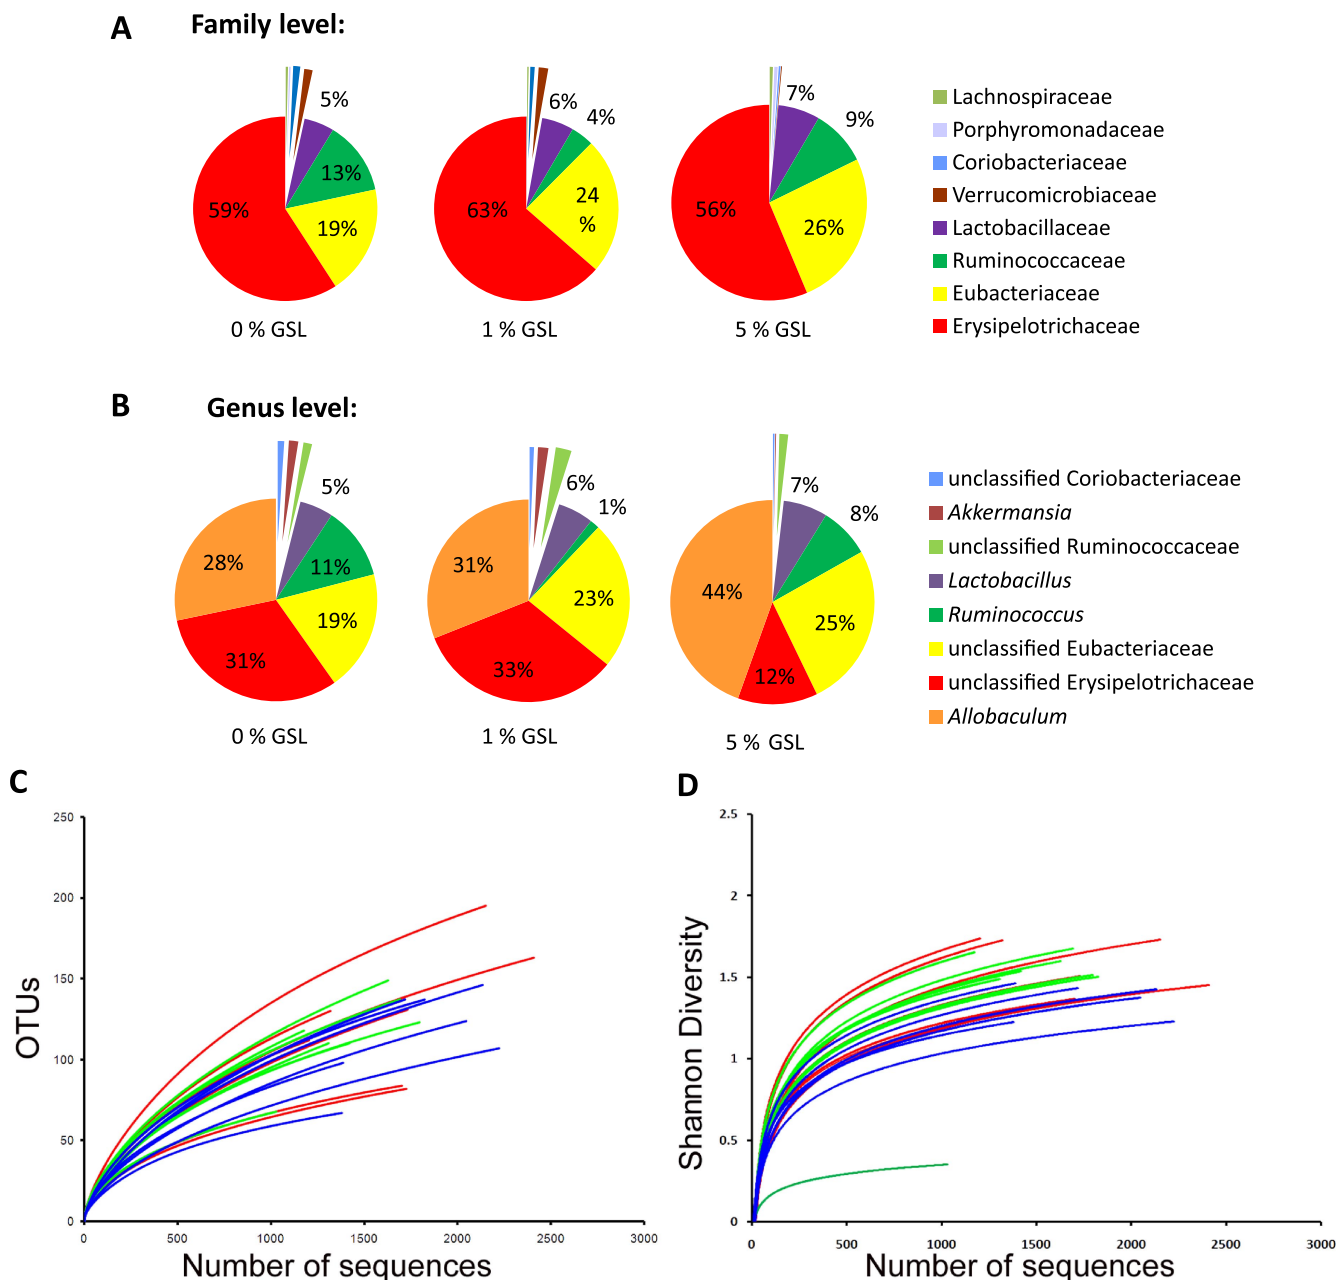 A Family level:
5%
13%
19%
59%
0 % GSL
6%
4%
24
%
63%
1 % GSL
7%
9%
26%
56%
5 % GSL
Lachnospiraceae
Porphyromonadaceae
Coriobacteriaceae
Verrucomicrobiaceae
Lactobacillaceae
Ruminococcaceae
Eubacteriaceae
Erysipelotrichaceae
B Genus level:
5%
11%
19%
31%
28%
0 % GSL
6%
1%
23%
33%
31%
1 % GSL
7%
8%
25%
12%
44%
5 % GSL
unclassified Coriobacteriaceae
Akkermansia
unclassified Ruminococcaceae
Lactobacillus
Ruminococcus
unclassified Eubacteriaceae
unclassified Erysipelotrichaceae
Allobaculum
C
OTUs
250
200
150
100
50
0
0 500 1000 1500 2000 2500 3000
Number of sequences
D
Shannon Diversity
2.5
2
1.5
1
0.5
0
0 500 1000 1500 2000 2500 3000
Number of sequences